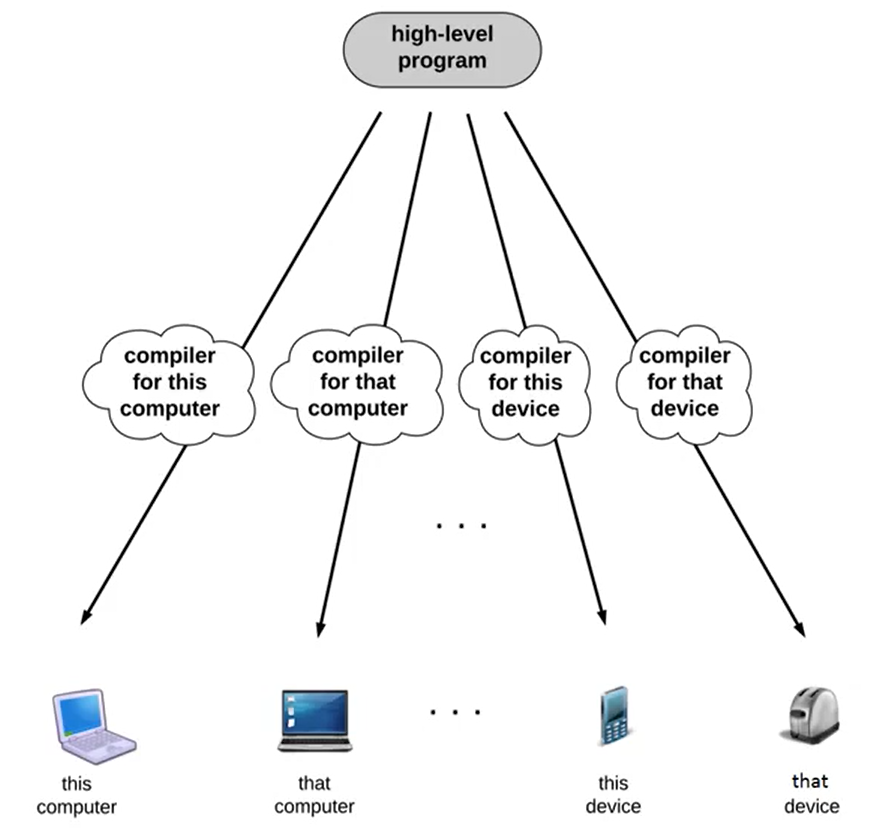 high-level
program
compiler
for this
computer
compiler
for that
computer
compiler
for this
device
compiler
for that
device
. . .
. . .
this
computer
that
computer
this
device
that
device